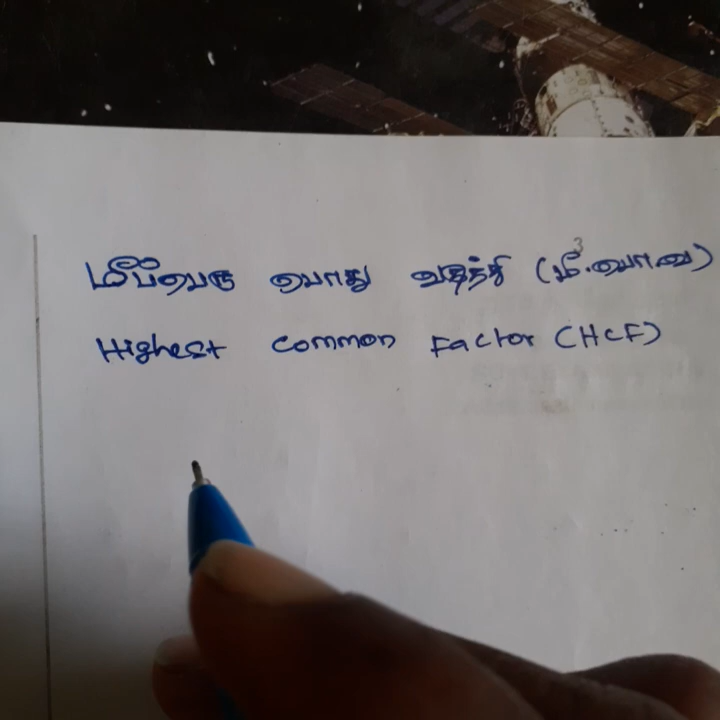 மீப்பெரு பொது வகுத்தி (மீ.பொ.வ)
Highest Common Factor (HCF)